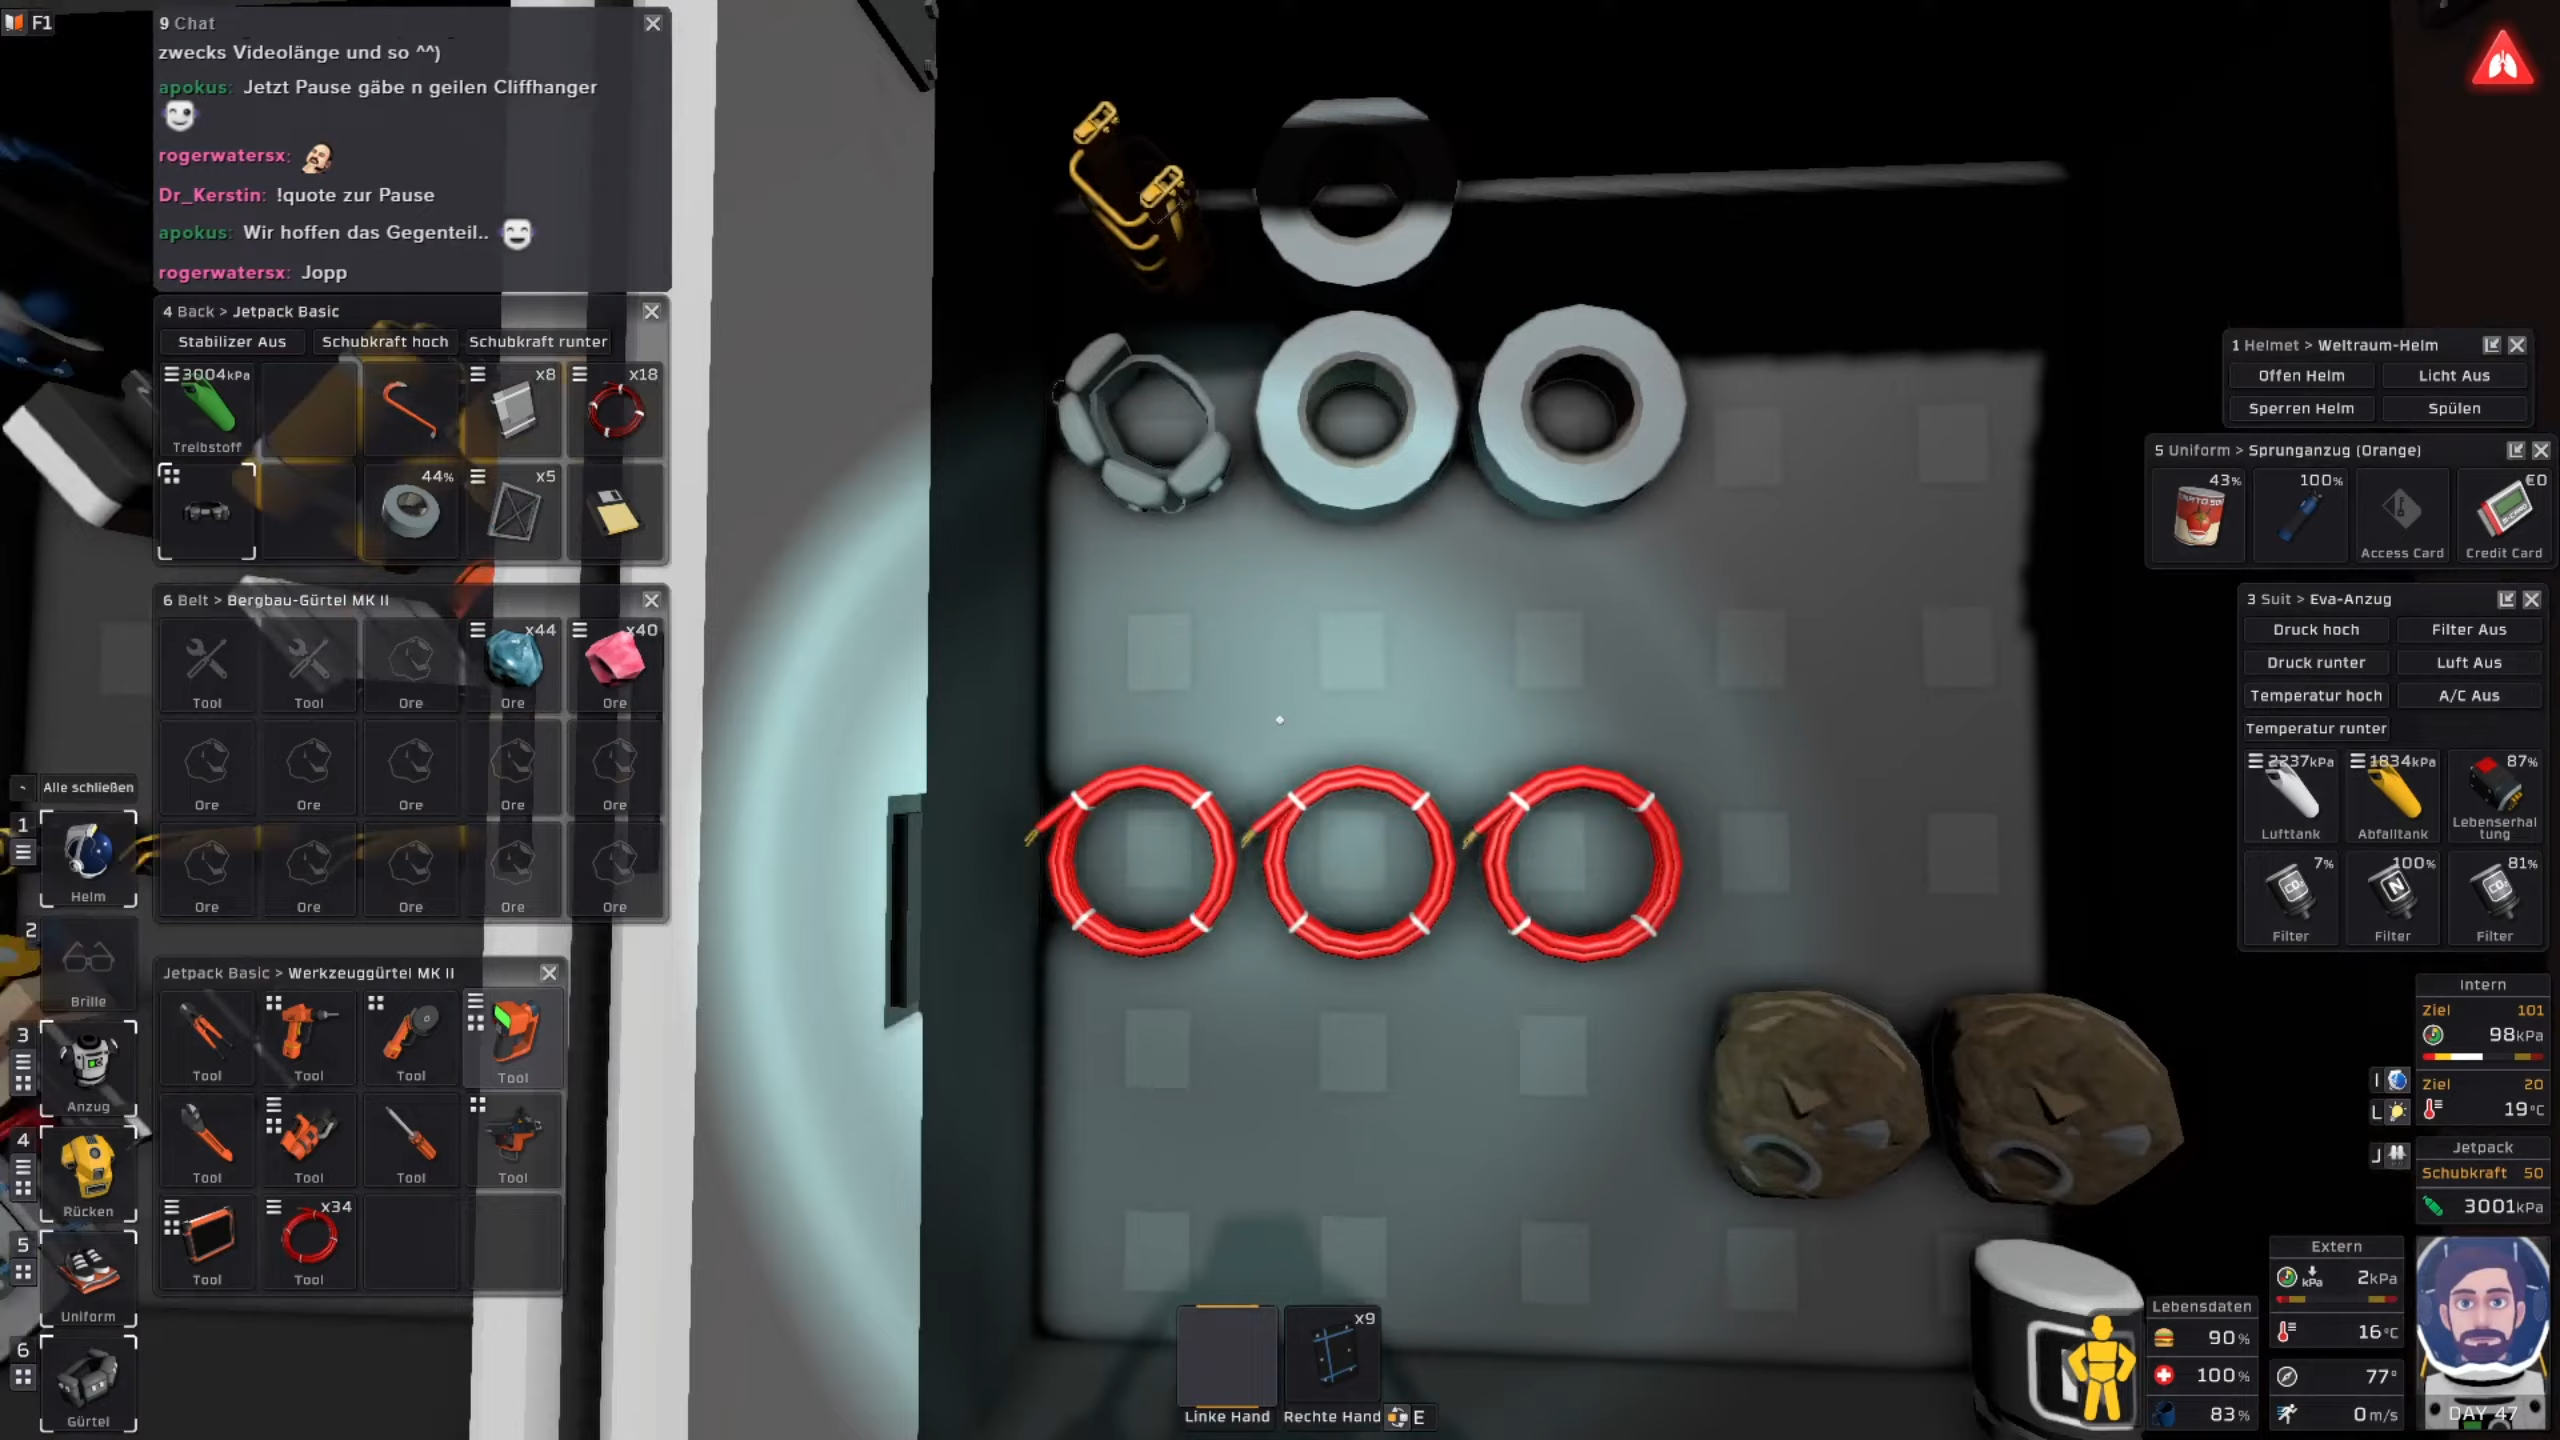 F1
9 Chat
zwecks Videolänge und so ^^)
apokus: Jetzt Pause gäbe n geilen Cliffhanger
rogerwatersx:
Dr_Kerstin: !quote zur Pause
apokus: Wir hoffen das Gegenteil..
rogerwatersx: Jopp
4 Back > Jetpack Basic
Stabilizer Aus
Schubkraft hoch
Schubkraft runter
3004kPa
x8
x18
Treibstoff
44%
x5
6 Belt > Bergbau-Gürtel MK II
x44
x40
Tool
Tool
Ore
Ore
Ore
Ore
Ore
Ore
Ore
Ore
Ore
Ore
Ore
Ore
Ore
Jetpack Basic > Werkzeuggürtel MK II
Tool
Tool
Tool
Tool
Tool
Tool
Tool
Tool
x34
Tool
Tool
Alle schließen
1
Helm
2
Brille
3
Anzug
4
Rücken
5
Uniform
6
Gürtel
x9
Linke Hand
Rechte Hand
E
1 Helmet > Weltraum-Helm
Offen Helm
Licht Aus
Sperren Helm
Spülen
5 Uniform > Sprunganzug (Orange)
43%
100%
€0
Access Card
Credit Card
3 Suit > Eva-Anzug
Druck hoch
Filter Aus
Druck runter
Luft Aus
Temperatur hoch
A/C Aus
Temperatur runter
2237kPa
1834kPa
87%
Lufttank
Abfalltank
Lebenserhal
tung
7%
100%
81%
Filter
Filter
Filter
Intern
Ziel 101
98kPa
I
Ziel 20
L
19°C
J
Jetpack
Schubkraft 50
3001kPa
Extern
kPa
2kPa
16°C
77°
0m/s
Lebensdaten
90%
100%
83%
DAY 47